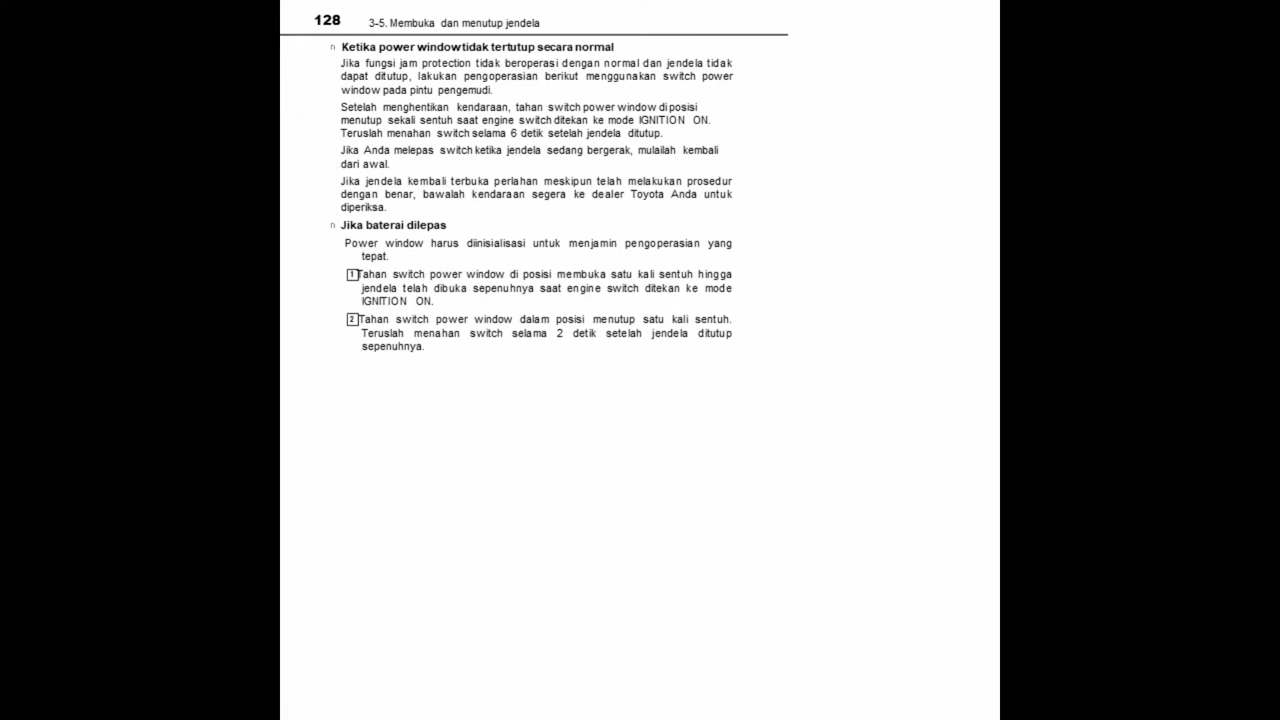 128 3-5. Membuka dan menutup jendela
n Ketika power window tidak tertutup secara normal
Jika fungsi jam protection tidak beroperasi dengan normal dan jendela tidak
dapat ditutup, lakukan pengoperasian berikut menggunakan switch power
window pada pintu pengemudi.
Setelah menghentikan kendaraan, tahan switch power window di posisi
menutup sekali sentuh saat engine switch ditekan ke mode IGNITION ON.
Teruslah menahan switch selama 6 detik setelah jendela ditutup.
Jika Anda melepas switch ketika jendela sedang bergerak, mulailah kembali
dari awal.
Jika jendela kembali terbuka perlahan meskipun telah melakukan prosedur
dengan benar, bawalah kendaraan segera ke dealer Toyota Anda untuk
diperiksa.
n Jika baterai dilepas
Power window harus diinisialisasi untuk menjamin pengoperasian yang
tepat.
1 Tahan switch power window di posisi membuka satu kali sentuh hingga
jendela telah dibuka sepenuhnya saat engine switch ditekan ke mode
IGNITION ON.
2 Tahan switch power window dalam posisi menutup satu kali sentuh.
Teruslah menahan switch selama 2 detik setelah jendela ditutup
sepenuhnya.